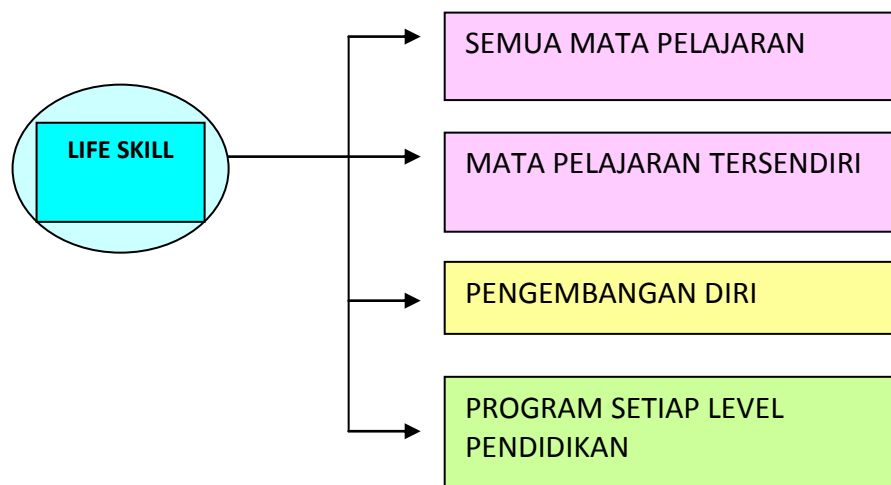 SEMUA MATA PELAJARAN
LIFE SKILL
MATA PELAJARAN TERSENDIRI
PENGEMBANGAN DIRI
PROGRAM SETIAP LEVEL
PENDIDIKAN